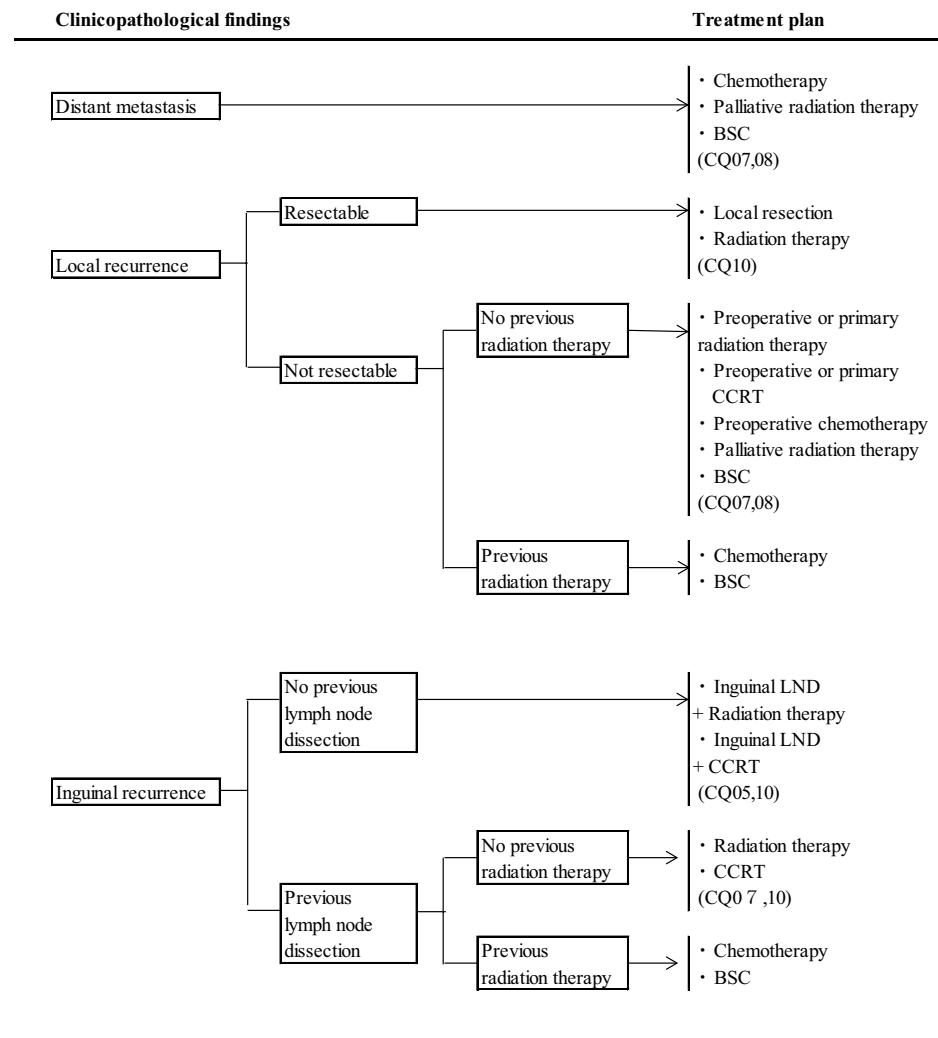 Clinicopathological findings
Treatment plan
Distant metastasis
・ Chemotherapy
・ Palliative radiation therapy
・ BSC
(CQ07,08)
Local recurrence
Resectable
・ Local resection
・ Radiation therapy
(CQ10)
Not resectable
No previous
radiation therapy
・ Preoperative or primary
radiation therapy
・ Preoperative or primary
CCRT
・ Preoperative chemotherapy
・ Palliative radiation therapy
・ BSC
(CQ07,08)
Previous
radiation therapy
・ Chemotherapy
・ BSC
Inguinal recurrence
No previous
lymph node
dissection
・ Inguinal LND
+ Radiation therapy
・ Inguinal LND
+ CCRT
(CQ05,10)
Previous
lymph node
dissection
No previous
radiation therapy
・ Radiation therapy
・ CCRT
(CQ0７,10)
Previous
radiation therapy
・ Chemotherapy
・ BSC